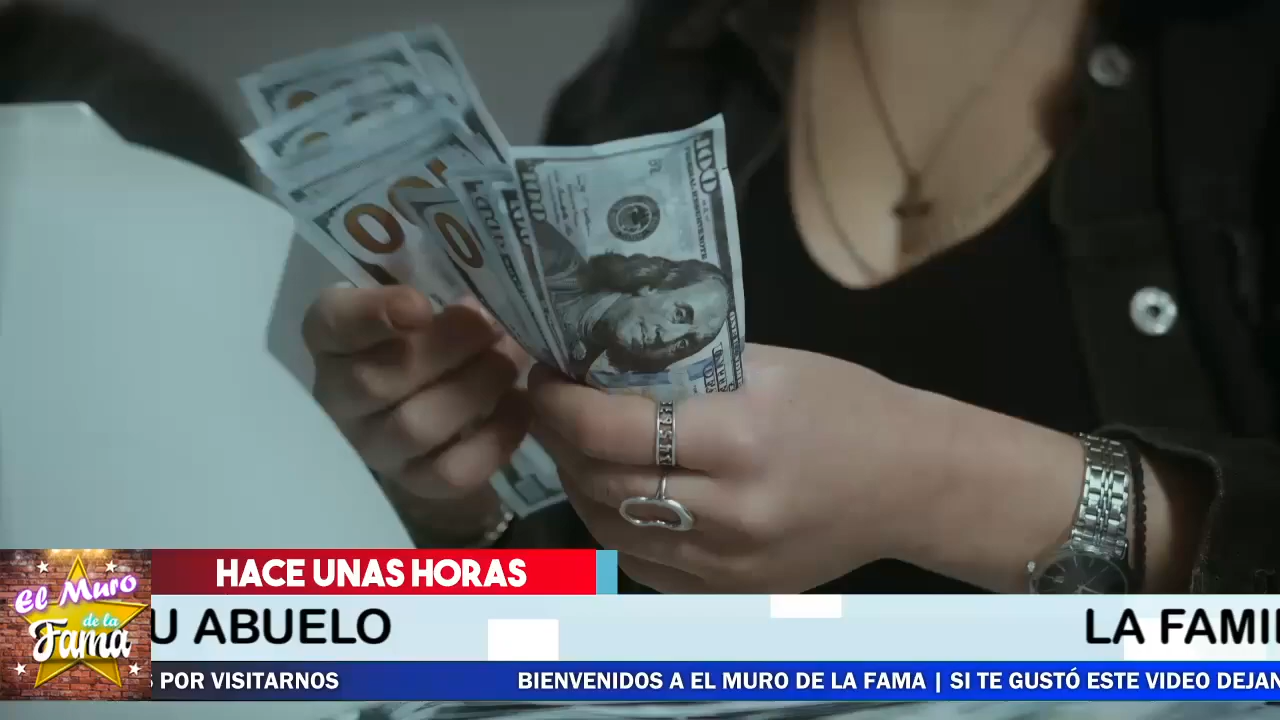 100
HACE UNAS HORAS
El Muro
de la
Fama
U ABUELO
LA FAMI
POR VISITARNOS
BIENVENIDOS A EL MURO DE LA FAMA | SI TE GUSTÓ ESTE VIDEO DEJAN